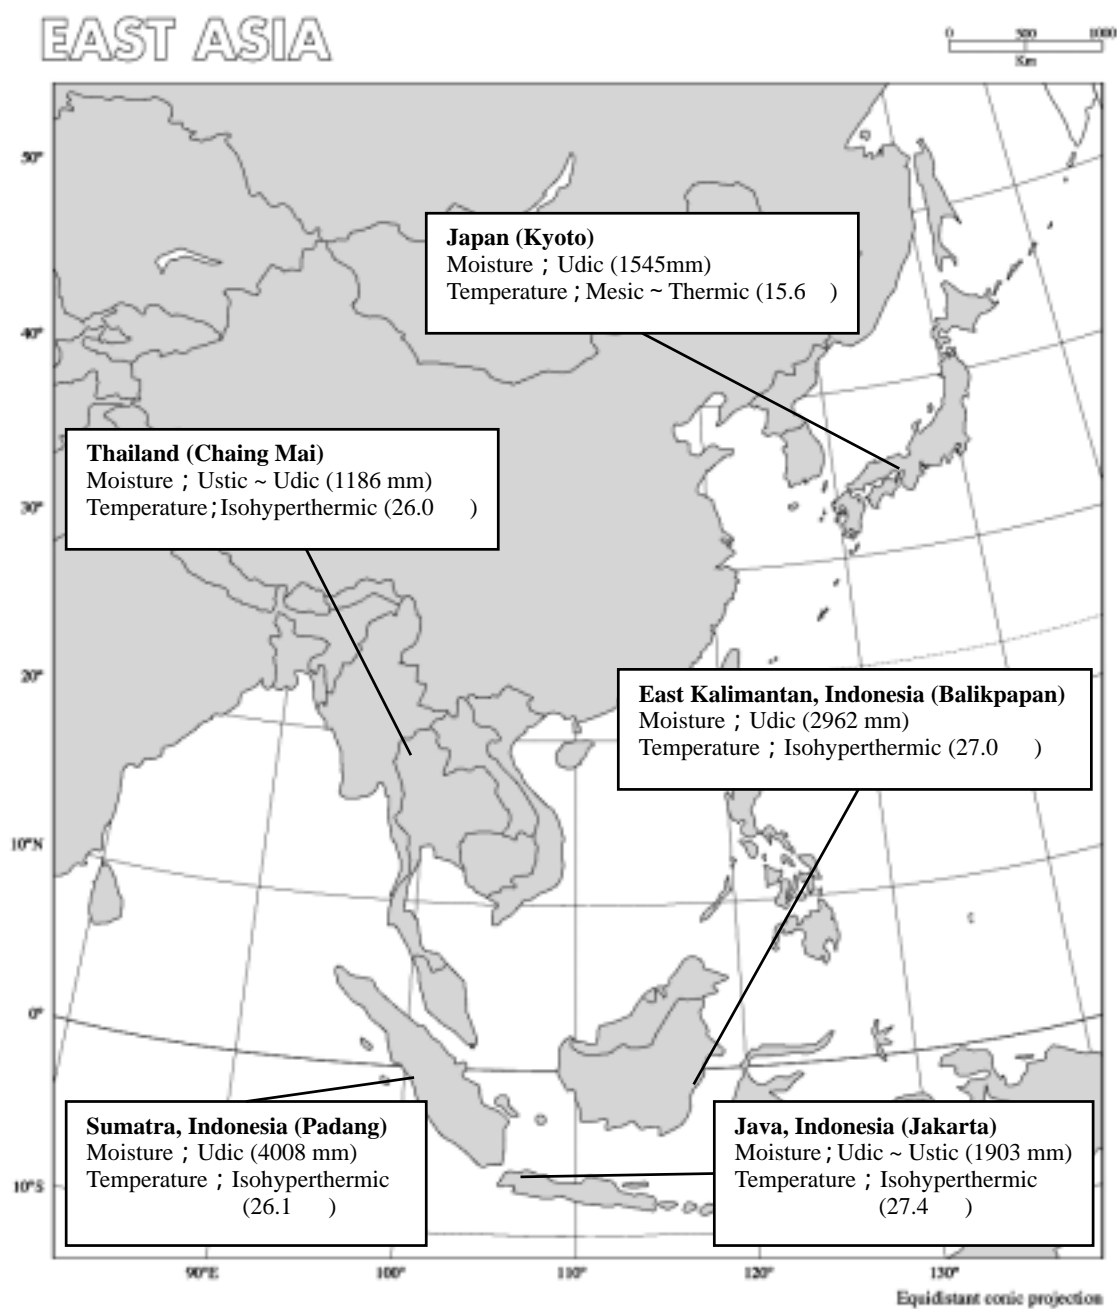 EAST ASIA
0 500 1000
Km
50°
40°
30°
20°
10°N
0°
10°S
Japan (Kyoto)
Moisture ; Udic (1545mm)
Temperature ; Mesic ~ Thermic (15.6 )
Thailand (Chaing Mai)
Moisture ; Ustic ~ Udic (1186 mm)
Temperature ; Isohyperthermic (26.0 )
East Kalimantan, Indonesia (Balikpapan)
Moisture ; Udic (2962 mm)
Temperature ; Isohyperthermic (27.0 )
Sumatra, Indonesia (Padang)
Moisture ; Udic (4008 mm)
Temperature ; Isohyperthermic
(26.1 )
Java, Indonesia (Jakarta)
Moisture ; Udic ~ Ustic (1903 mm)
Temperature ; Isohyperthermic
(27.4 )
90°E 100° 110° 120° 130°
Equidistant conic projection